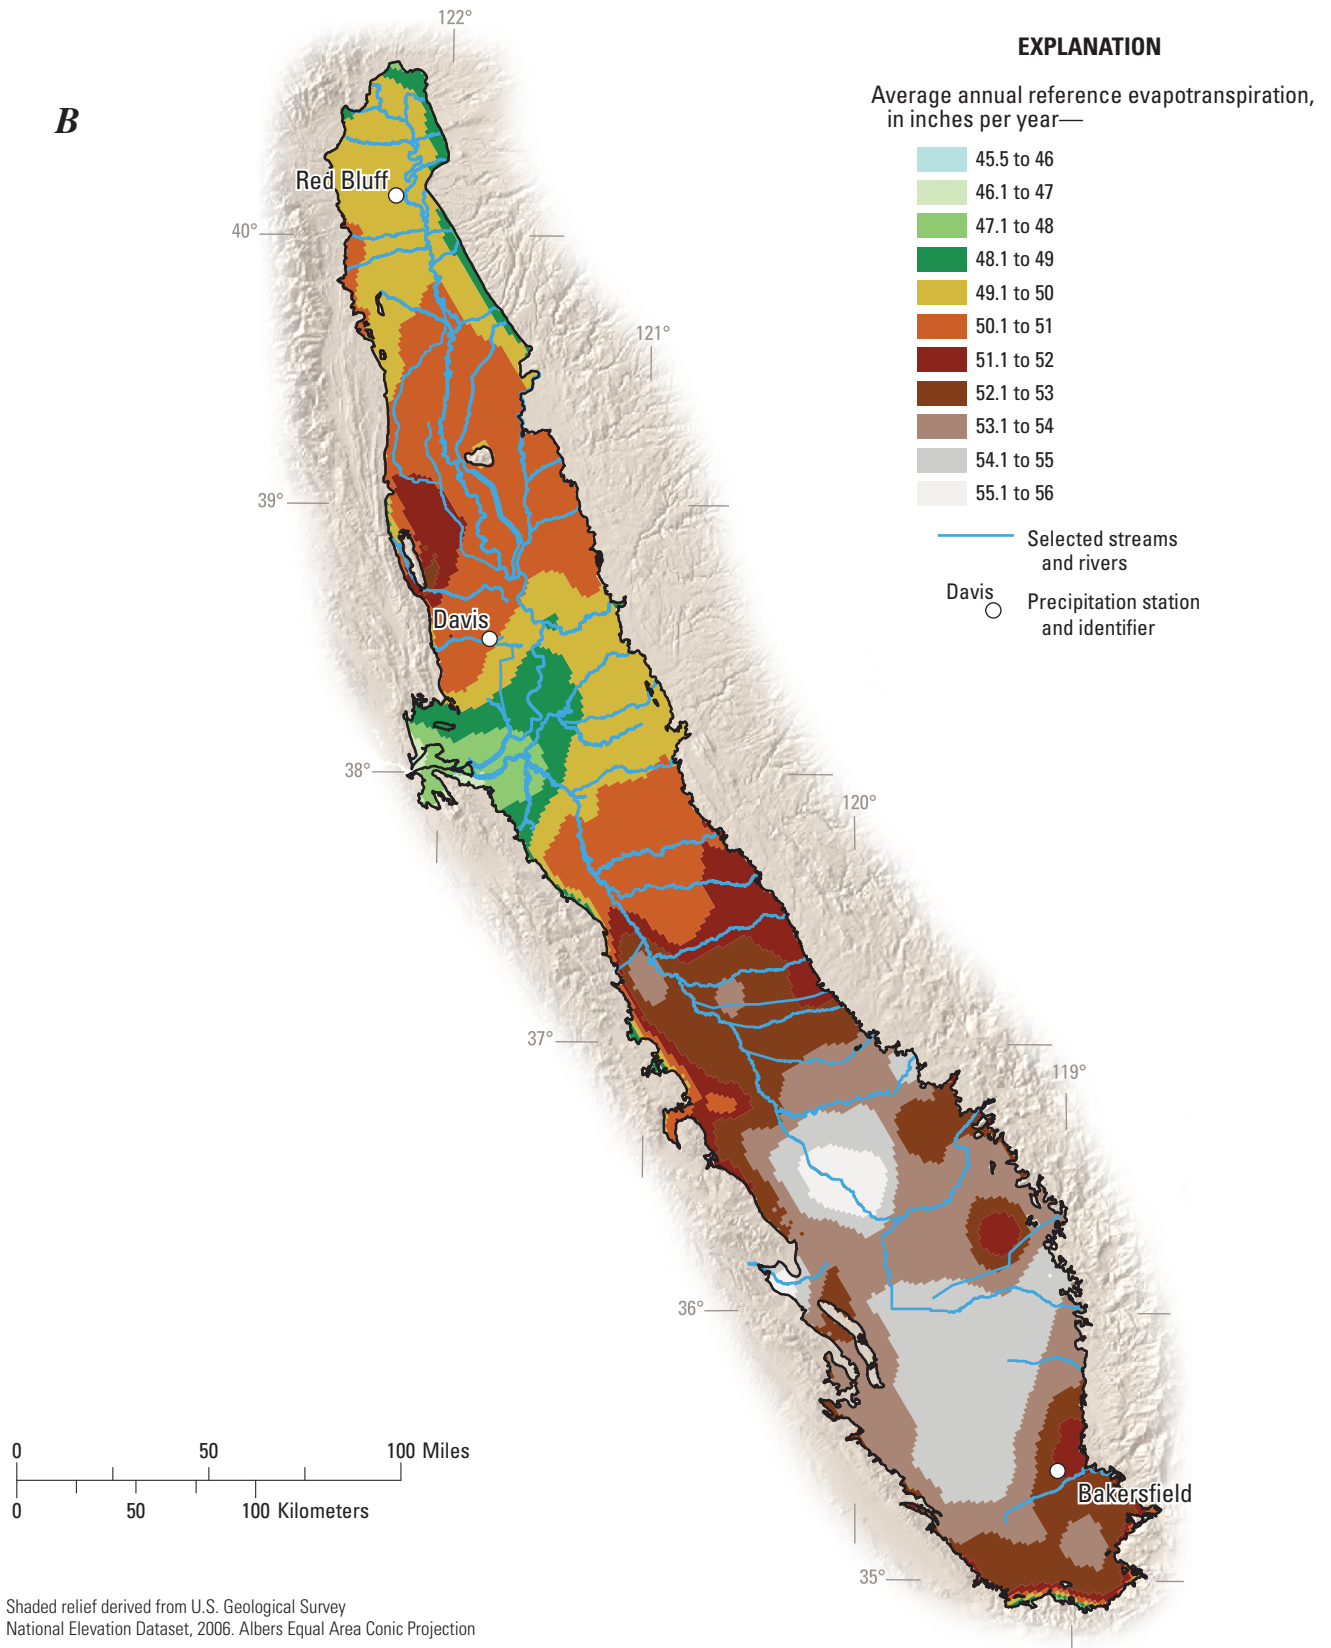 122°
EXPLANATION
B
Average annual reference evapotranspiration,
in inches per year—
45.5 to 46
46.1 to 47
47.1 to 48
48.1 to 49
49.1 to 50
50.1 to 51
51.1 to 52
52.1 to 53
53.1 to 54
54.1 to 55
55.1 to 56
Selected streams
and rivers
Davis
Precipitation station
and identifier
Red Bluff
40°
121°
39°
Davis
38°
120°
37°
119°
36°
0 50 100 Miles
0 50 100 Kilometers
Bakersfield
35°
Shaded relief derived from U.S. Geological Survey
National Elevation Dataset, 2006. Albers Equal Area Conic Projection